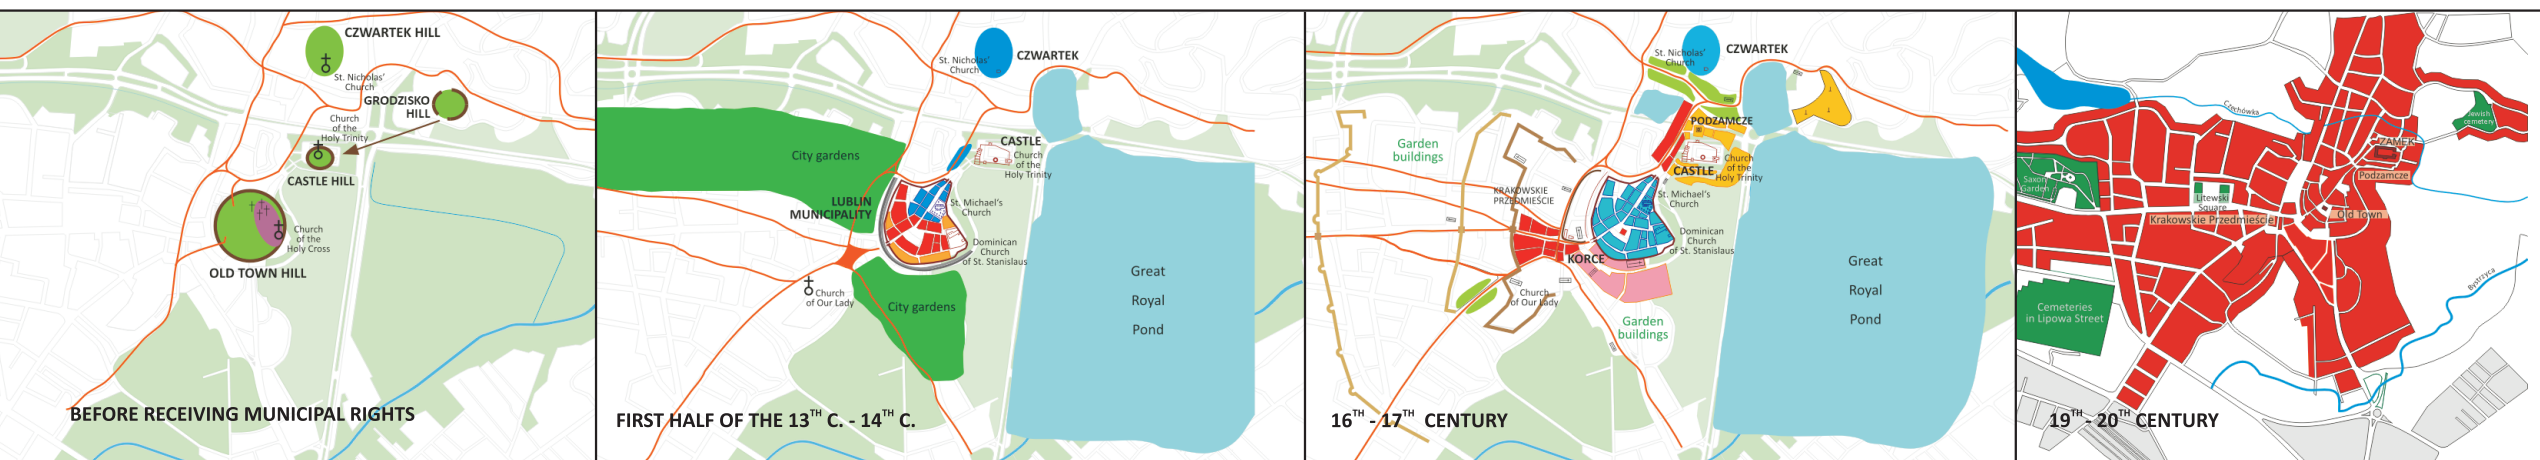 CZWARTEK HILL
St. Nicholas'
Church
GRODZISKO
HILL
Church
of the
Holy Trinity
CASTLE HILL
Church
of the
Holy Cross
OLD TOWN HILL
BEFORE RECEIVING MUNICIPAL RIGHTS
St. Nicholas'
Church
CZWARTEK
City gardens
CASTLE
Church
of the
Holy Trinity
LUBLIN
MUNICIPALITY
St. Michael's
Church
Dominican
Church
of St. Stanislaus
Church
of Our Lady
City gardens
Great
Royal
Pond
FIRST HALF OF THE 13TH C. - 14TH C.
St. Nicholas'
Church
CZWARTEK
Garden
buildings
PODZAMCZE
CASTLE
Church
of the
Holy Trinity
KRAKOWSKIE
PRZEDMIEŚCIE
St. Michael's
Church
Dominican
Church
of St. Stanislaus
KORCE
Church
of Our Lady
Garden
buildings
Great
Royal
Pond
16TH - 17TH CENTURY
Czechówka
Jewich
cemetery
ZAMEK
Podzamcze
Saxon
Garden
Litewski
Square
Krakowskie Przedmieście
Old Town
Bystrzyca
Cemeteries
in Lipowa Street
19TH - 20TH CENTURY